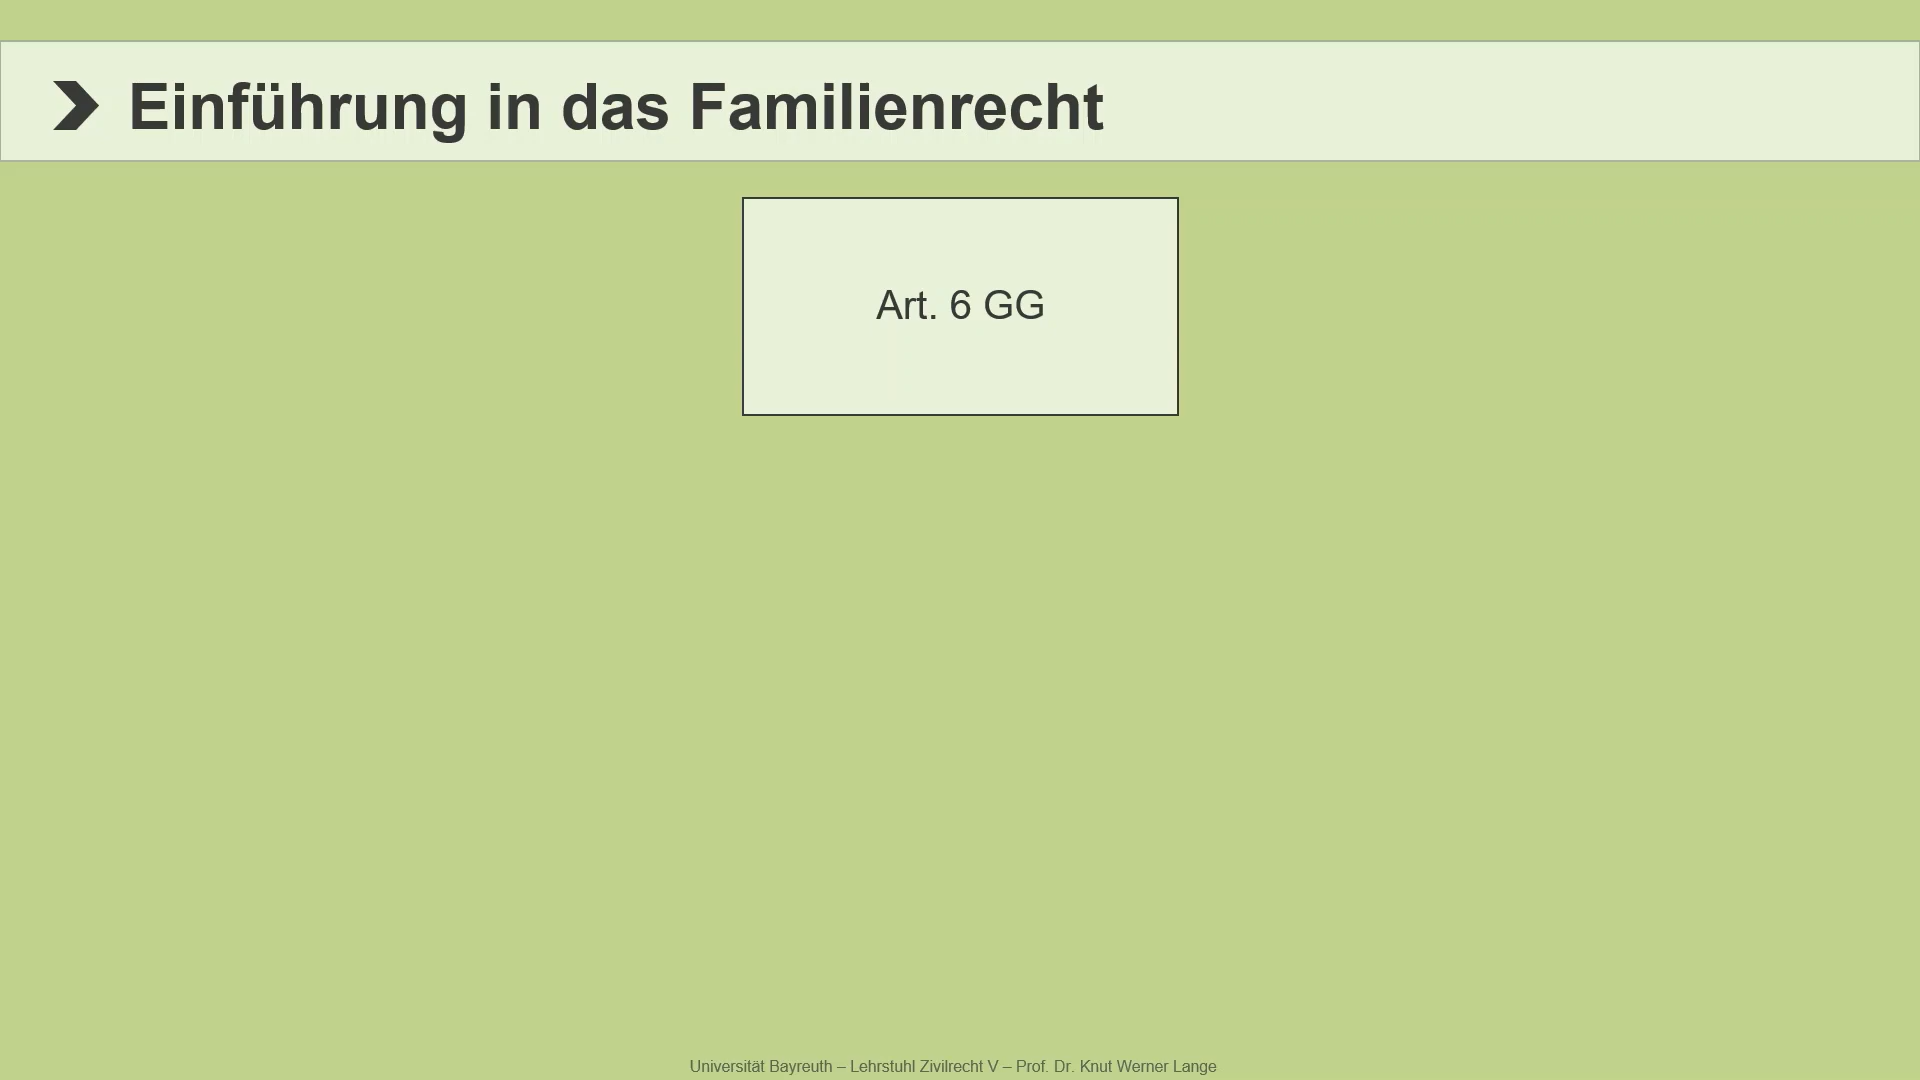 Einführung in das Familienrecht
Art. 6 GG
Universität Bayreuth – Lehrstuhl Zivilrecht V – Prof. Dr. Knut Werner Lange